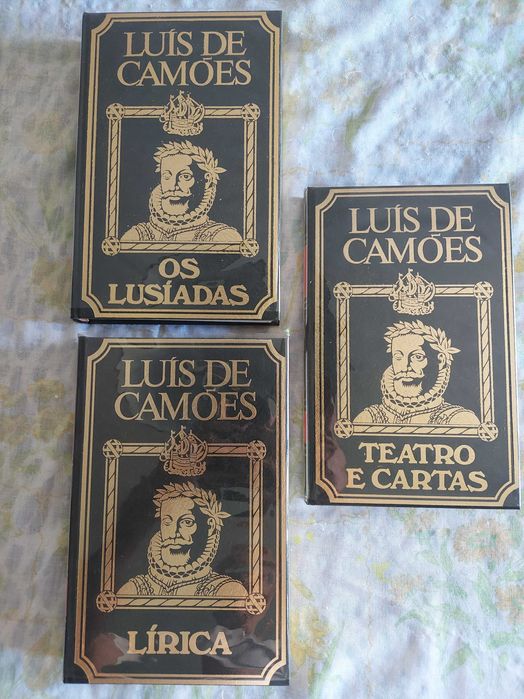 LUÍS DE
CAMÕES
OS
LUSÍADAS
LUÍS DE
CAMÕES
TEATRO
E CARTAS
LUÍS DE
CAMÕES
LÍRICA